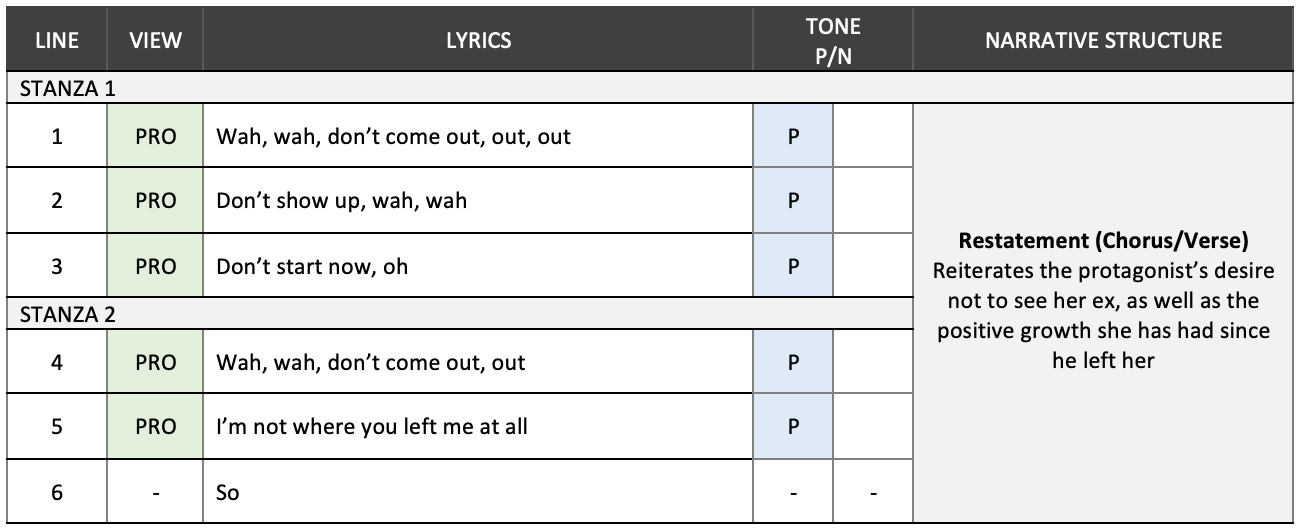 LINE VIEW LYRICS TONE P/N NARRATIVE STRUCTURE
STANZA 1
1 PRO Wah, wah, don’t come out, out, out P
2 PRO Don’t show up, wah, wah P
3 PRO Don’t start now, oh P
STANZA 2
4 PRO Wah, wah, don’t come out, out P
5 PRO I’m not where you left me at all P
6 - So - -
Restatement (Chorus/Verse)
Reiterates the protagonist’s desire
not to see her ex, as well as the
positive growth she has had since
he left her